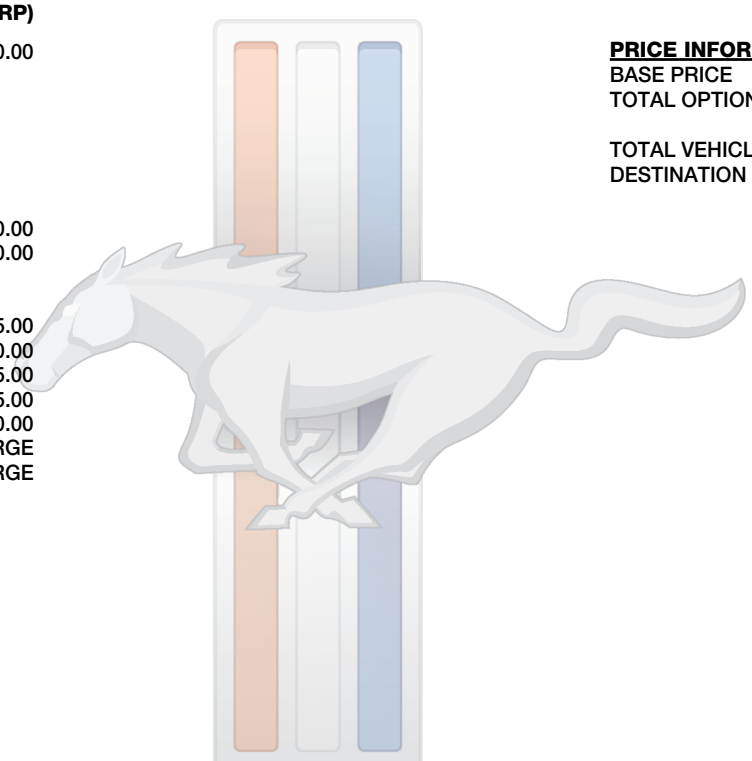 RP)
0.00
0.00
0.00
5.00
0.00
5.00
5.00
0.00
RGE
RGE
PRICE INFOR
BASE PRICE
TOTAL OPTION
TOTAL VEHICL
DESTINATION